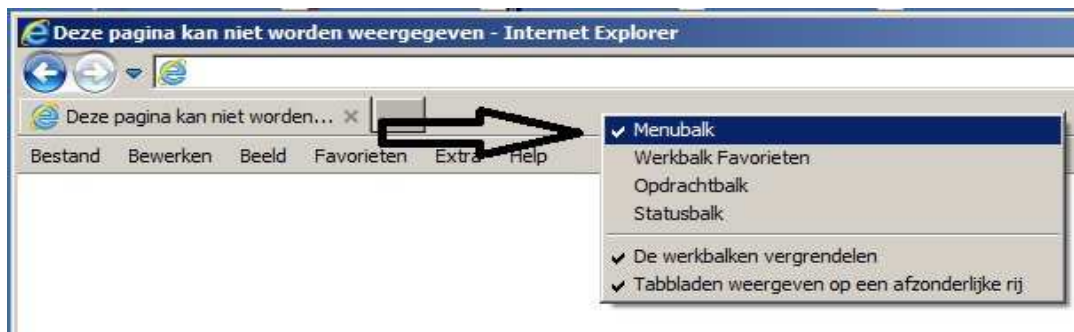 Deze pagina kan niet worden weergegeven - Internet Explorer
Deze pagina kan niet worden...
Bestand Bewerken Beeld Favorieten Extra Help
Menubalk
Werkbalk Favorieten
Opdrachtbalk
Statusbalk
De werkbalken vergrendelen
Tabbladen weergeven op een afzonderlijke rij